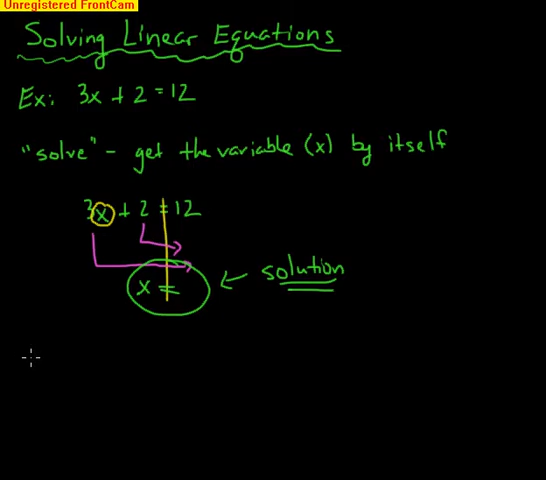 Unregistered FrontCam
Solving Linear Equations
Ex: 3x + 2 = 12
"solve" - get the variable (x) by itself
3x + 2 = 12
x = ← solution